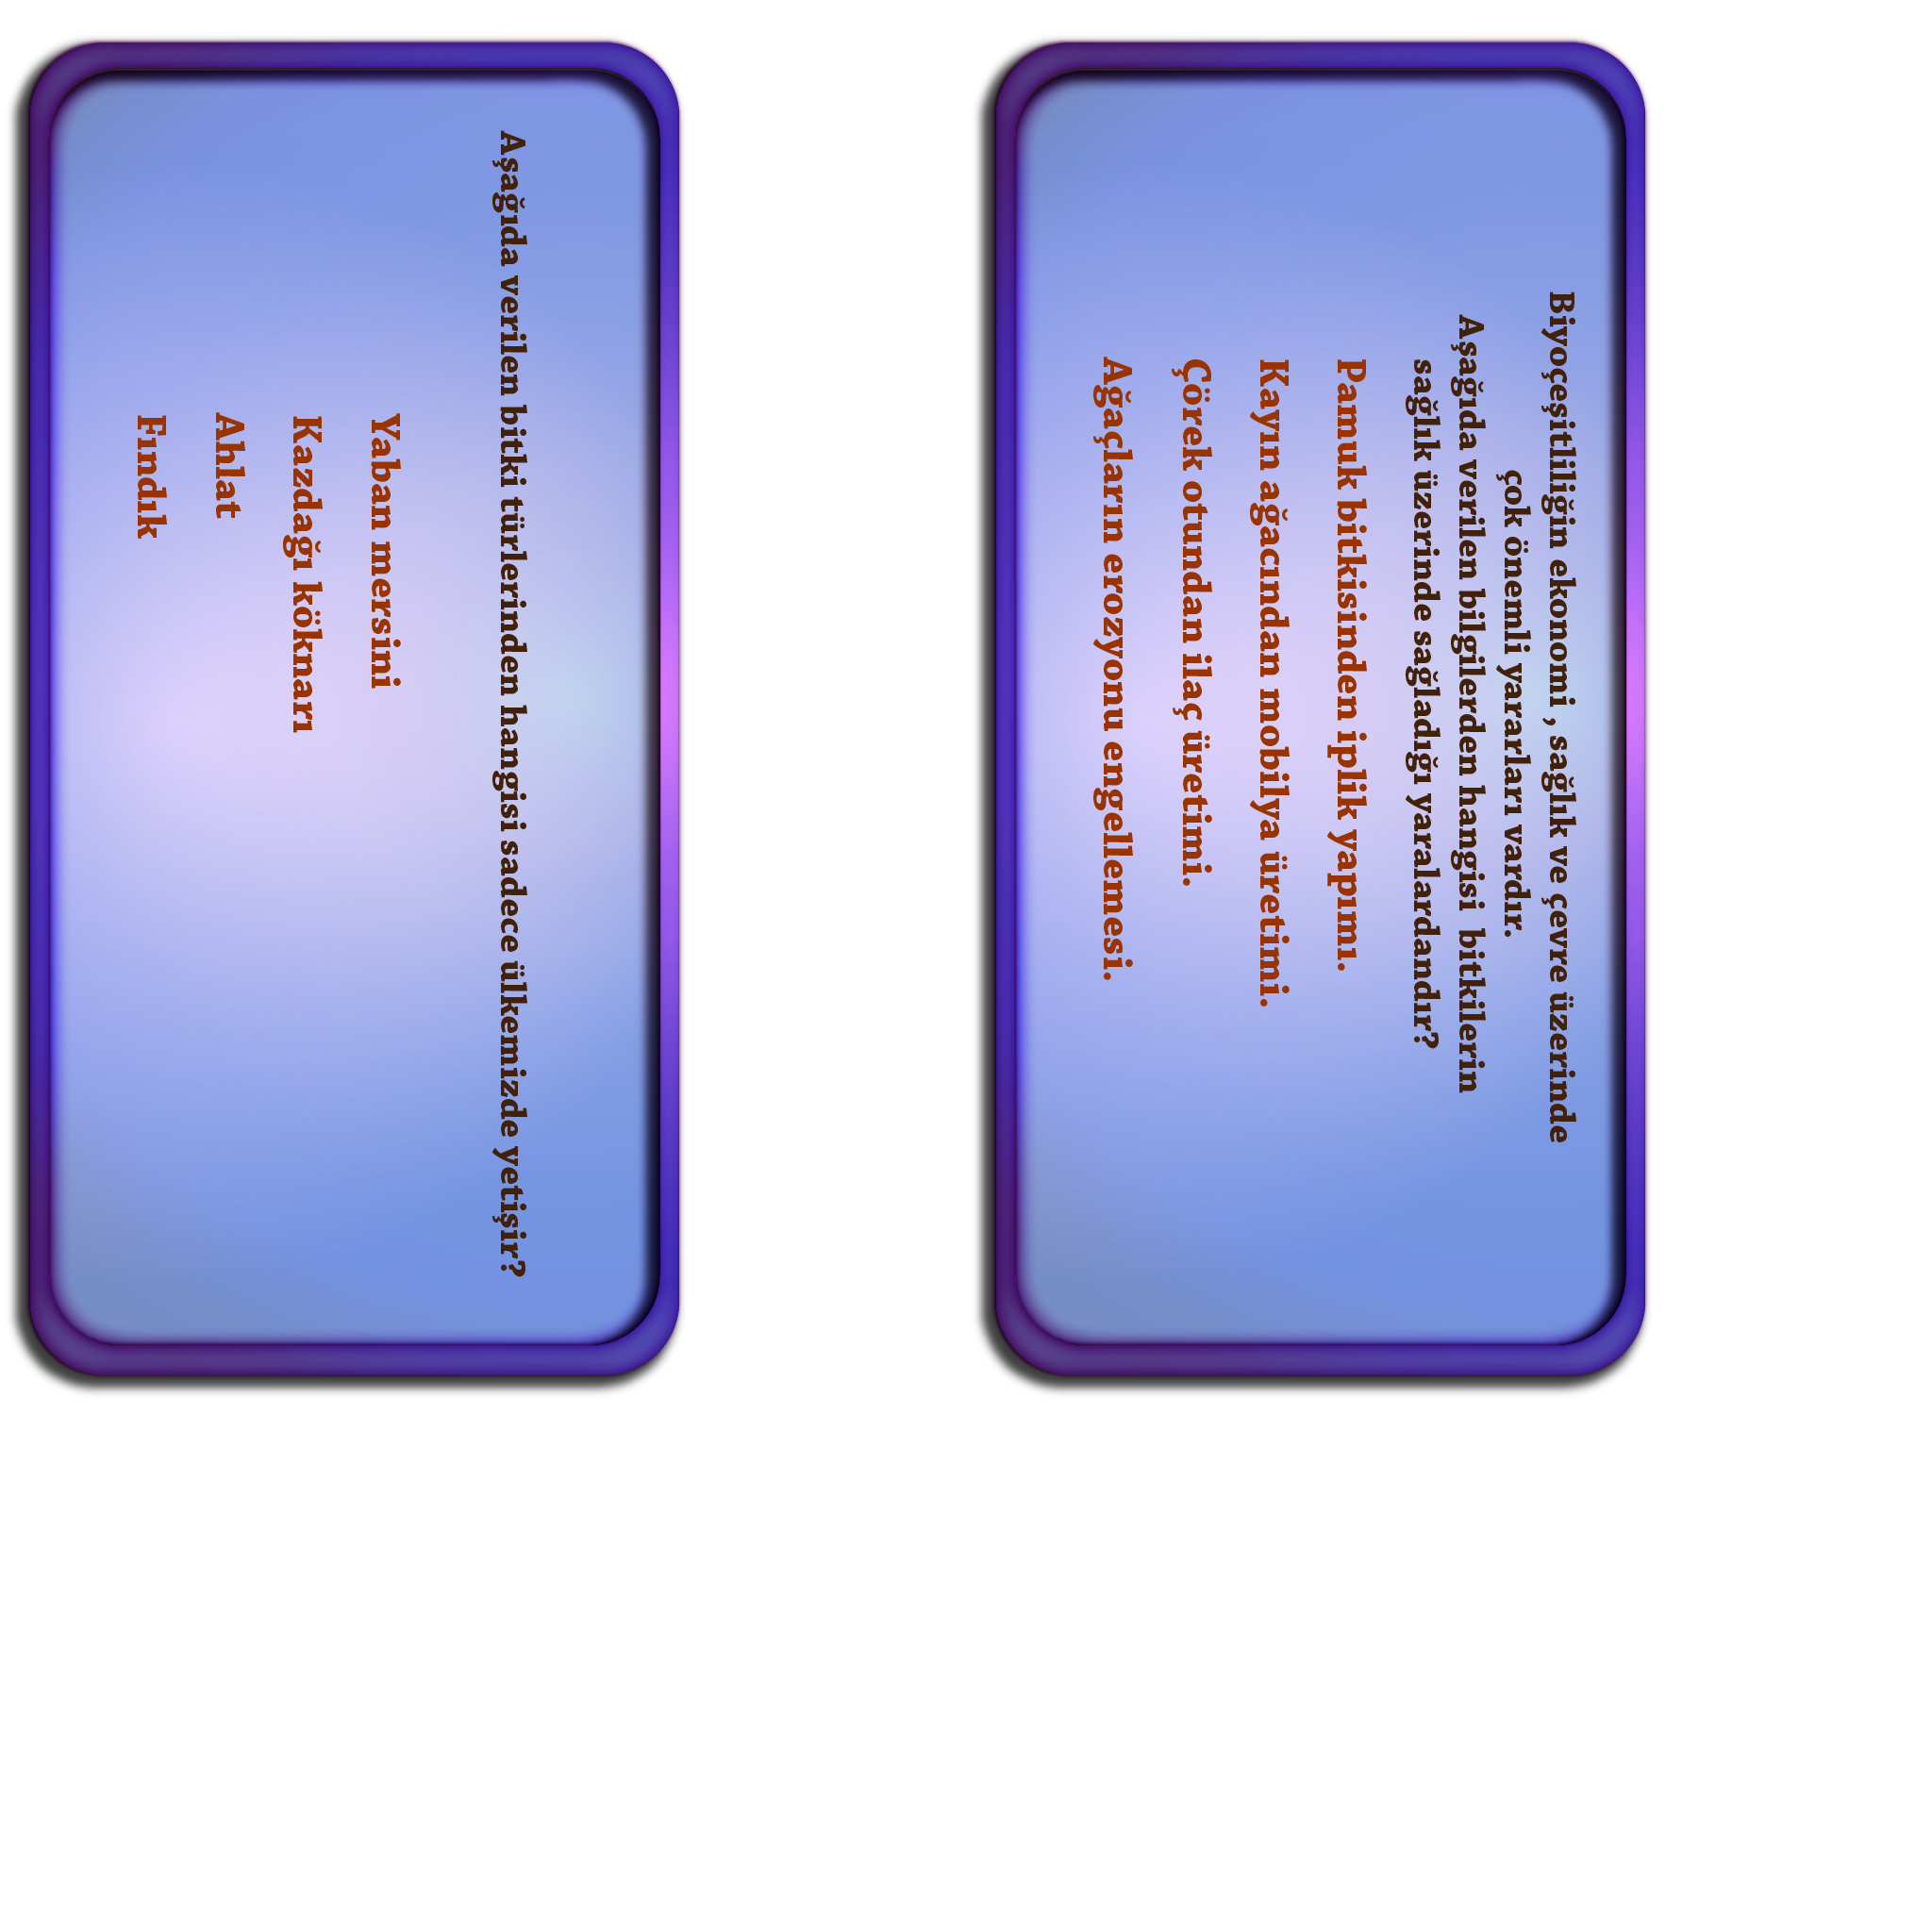 Biyoçeşitliliğin ekonomi , sağlık ve çevre üzerinde
çok önemli yararları vardır.
Aşağıda verilen bilgilerden hangisi bitkilerin
sağlık üzerinde sağladığı yaralardandır?
Pamuk bitkisinden iplik yapımı.
Kayın ağacından mobilya üretimi.
Çörek otundan ilaç üretimi.
Ağaçların erozyonu engellemesi.
Aşağıda verilen bitki türlerinden hangisi sadece ülkemizde yetişir?
Yaban mersini
Kazdağı köknarı
Ahlat
Fındık